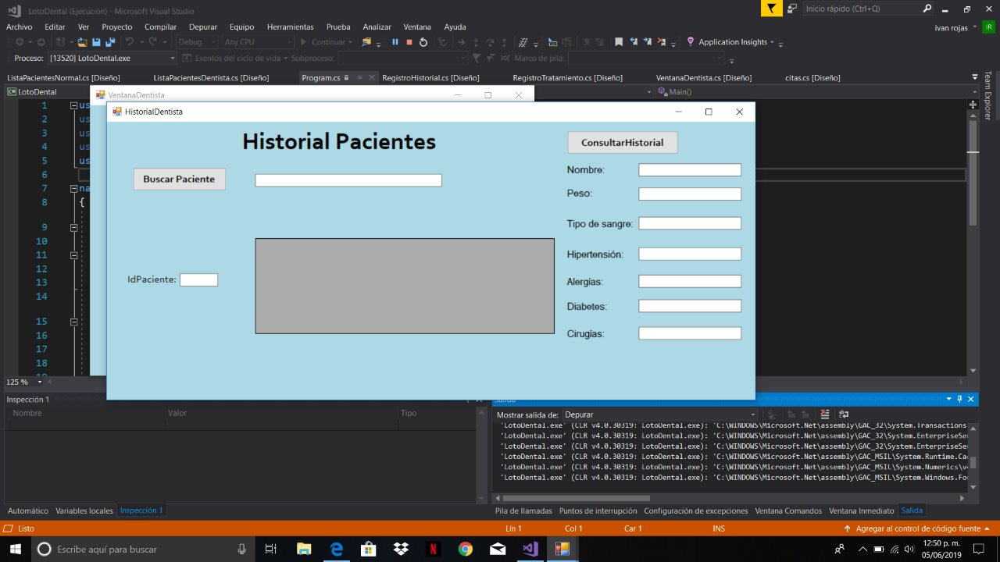 LotoDental (Ejecución) - Microsoft Visual Studio
Inicio rápido (Ctrl+Q)
Archivo Editar Ver Proyecto Compilar Depurar Equipo Herramientas Prueba Analizar Ventana Ayuda
ivan rojas IR
Debug Any CPU Continuar Application Insights
Proceso: [13520] LotoDental.exe Eventos del ciclo de vida Subproceso: Marco de pila:
ListaPacientesNormal.cs [Diseño] ListaPacientesDentista.cs [Diseño] Program.cs RegistroHistorial.cs [Diseño] RegistroTratamiento.cs [Diseño] VentanaDentista.cs [Diseño] citas.cs [Diseño]
LotoDental Main()
Team Explorer
VentanaDentista
HistorialDentista
1 us
2 us
3 us
4 us
5 us
6
7 na
8 {
9
10
11
12
13
14
15
16
17
18
19
Historial Pacientes
ConsultarHistorial
Buscar Paciente
Nombre:
Peso:
Tipo de sangre:
Hipertensión:
IdPaciente:
Alergías:
Diabetes:
Cirugías:
125 %
Inspección 1
Nombre Valor Tipo
Salida
Mostrar salida de: Depurar
'LotoDental.exe' (CLR v4.0.30319: LotoDental.exe): 'C:\WINDOWS\Microsoft.Net\assembly\GAC_32\System.Transactions
'LotoDental.exe' (CLR v4.0.30319: LotoDental.exe): 'C:\WINDOWS\Microsoft.Net\assembly\GAC_32\System.EnterpriseSe
'LotoDental.exe' (CLR v4.0.30319: LotoDental.exe): 'C:\WINDOWS\Microsoft.Net\assembly\GAC_32\System.EnterpriseSe
'LotoDental.exe' (CLR v4.0.30319: LotoDental.exe): 'C:\WINDOWS\Microsoft.Net\assembly\GAC_MSIL\System.Runtime.Ca
'LotoDental.exe' (CLR v4.0.30319: LotoDental.exe): 'C:\WINDOWS\Microsoft.Net\assembly\GAC_MSIL\System.Numerics\v4
'LotoDental.exe' (CLR v4.0.30319: LotoDental.exe): 'C:\WINDOWS\Microsoft.Net\assembly\GAC_MSIL\System.Windows.Fo
Automático Variables locales Inspección 1
Pila de llamadas Puntos de interrupción Configuración de excepciones Ventana Comandos Ventana Inmediato Salida
Listo Lín 1 Col 1 Car 1 INS Agregar al control de código fuente
Escribe aquí para buscar
12:50 p. m.
05/06/2019